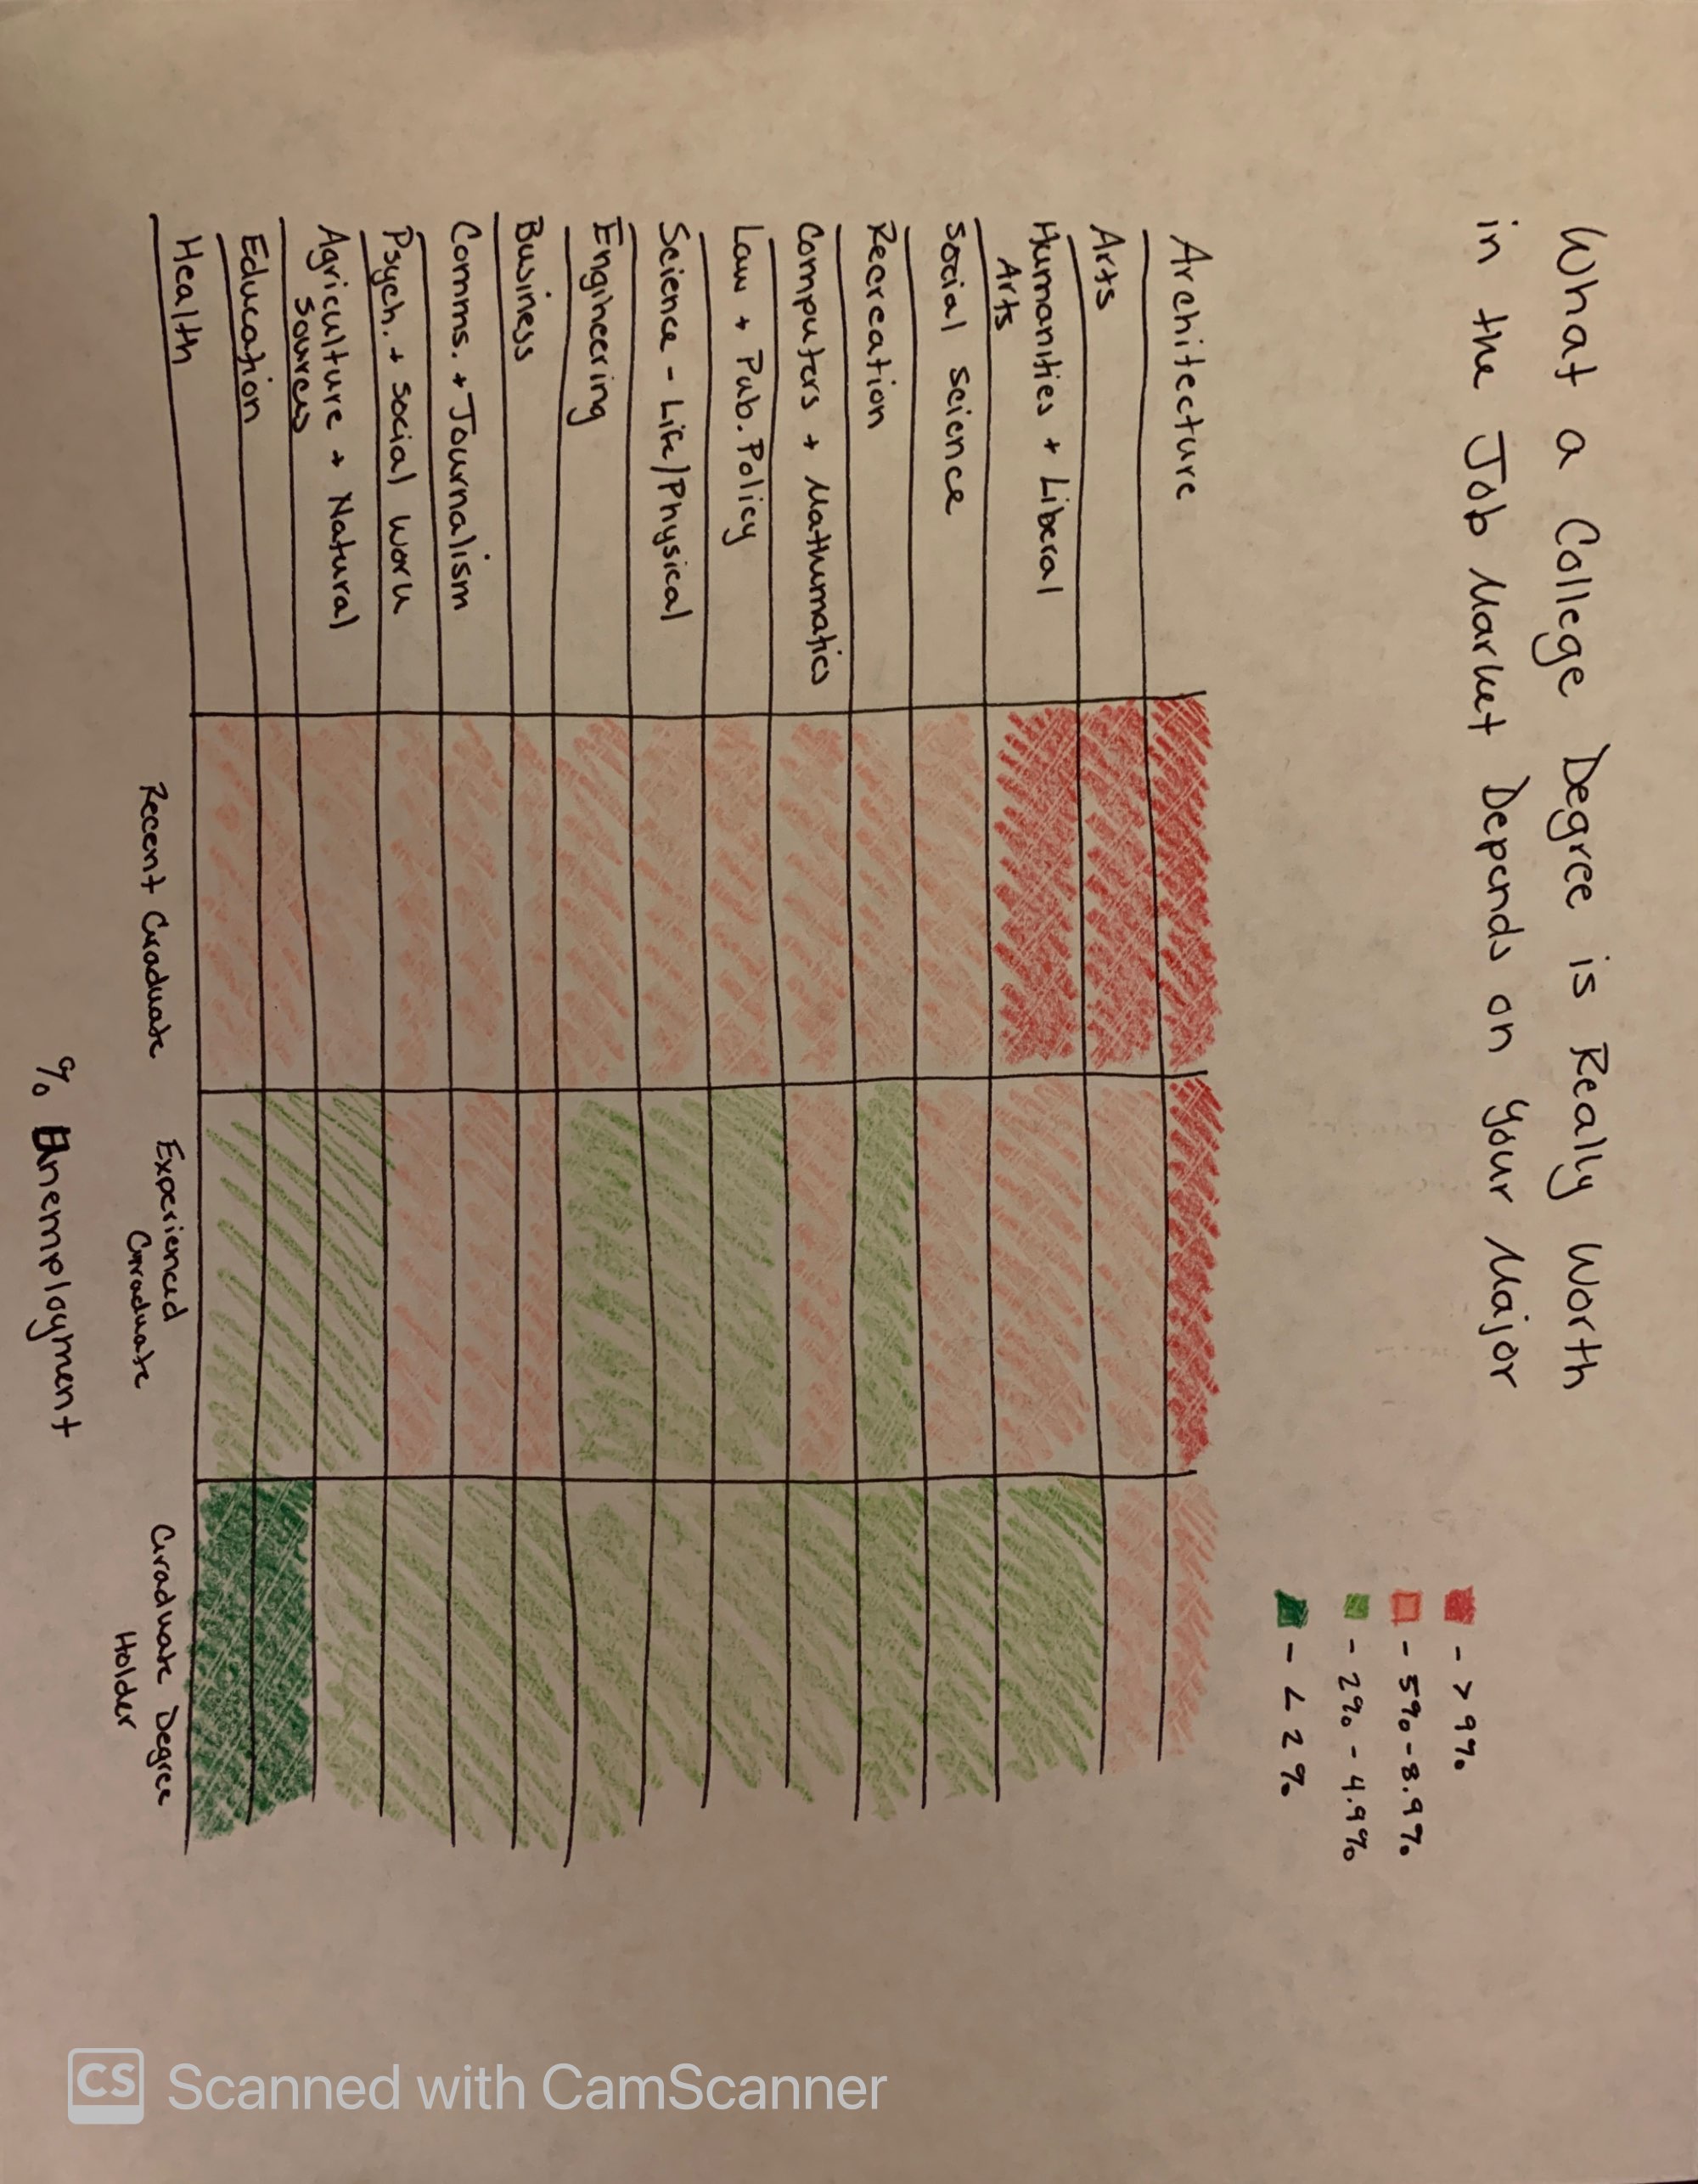 What a College Degree is Really Worth
in the Job Market Depends on Your Major
- > 9%
- 5% - 8.9%
- 2% - 4.9%
- < 2%
Architecture
Arts
Humanities + Liberal
Arts
Social Science
Recreation
Computers + Mathematics
Law + Pub. Policy
Science - Life/Physical
Engineering
Business
Comms. + Journalism
Psych. + Social Work
Agriculture + Natural
Sources
Education
Health
Recent Graduate
Experienced
Graduate
Graduate Degree
Holder
% Unemployment
CS Scanned with CamScanner